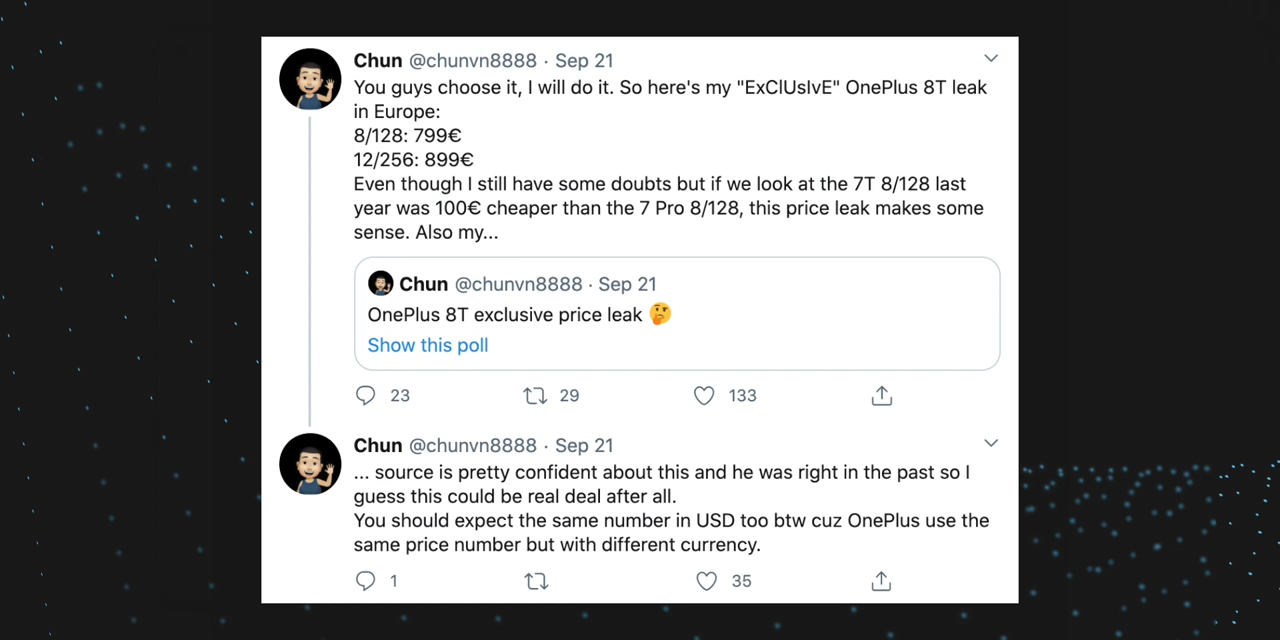 Chun @chunvn8888 · Sep 21
You guys choose it, I will do it. So here's my "ExClUsIvE" OnePlus 8T leak
in Europe:
8/128: 799€
12/256: 899€
Even though I still have some doubts but if we look at the 7T 8/128 last
year was 100€ cheaper than the 7 Pro 8/128, this price leak makes some
sense. Also my...
Chun @chunvn8888 · Sep 21
OnePlus 8T exclusive price leak 🤔
Show this poll
23 29 133
Chun @chunvn8888 · Sep 21
... source is pretty confident about this and he was right in the past so I
guess this could be real deal after all.
You should expect the same number in USD too btw cuz OnePlus use the
same price number but with different currency.
1 35